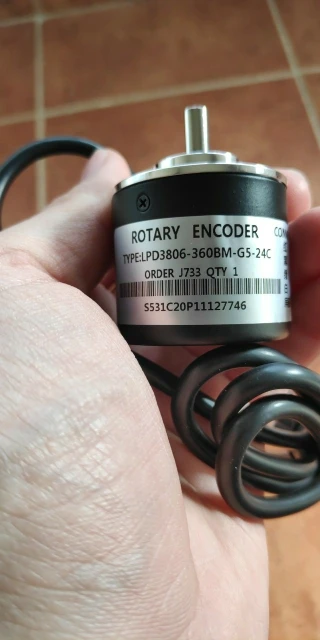 ROTARY ENCODER
TYPE:LPD3806-360BM-G5-24C
ORDER J733 QTY 1
S531C20P11127746